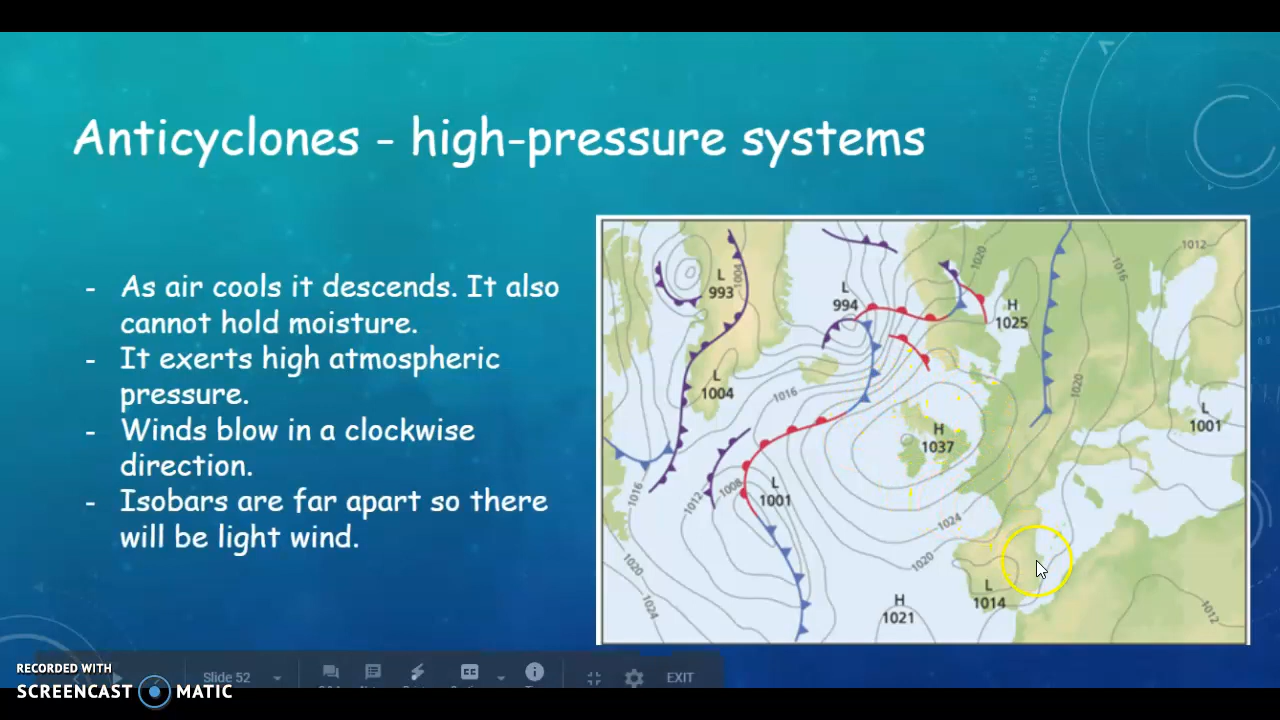 Anticyclones - high-pressure systems
- As air cools it descends. It also
cannot hold moisture.
- It exerts high atmospheric
pressure.
- Winds blow in a clockwise
direction.
- Isobars are far apart so there
will be light wind.
L
993
1004
L
994
1020
H
1025
1016
1012
L
1004
1016
1020
L
1001
H
1037
1016
1012
1008
L
1001
1024
1020
1020
1024
H
1021
L
1014
1012
RECORDED WITH
SCREENCAST MATIC
Slide 52
CC
EXIT